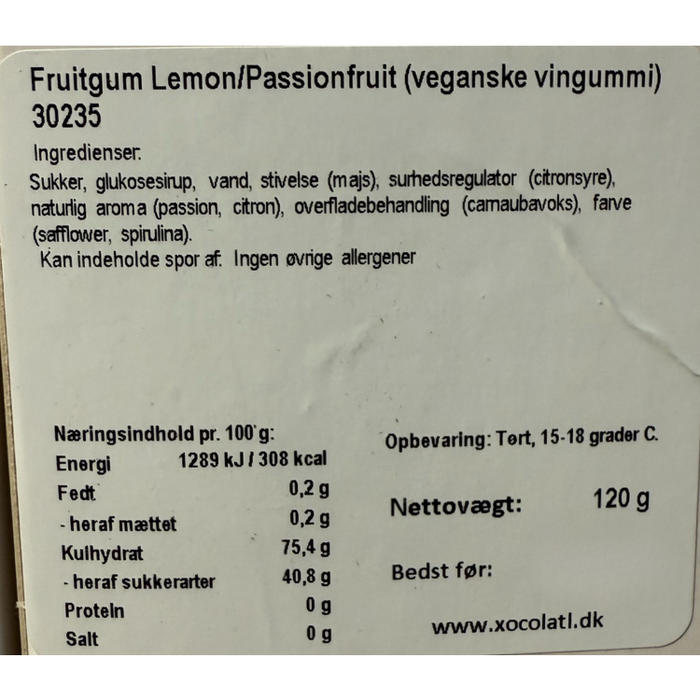 Fruitgum Lemon/Passionfruit (veganske vingummi)
30235
Ingredienser:
Sukker, glukosesirup, vand, stivelse (majs), surhedsregulator (citronsyre),
naturlig aroma (passion, citron), overfladebehandling (carnaubavoks), farve
(safflower, spirulina).
Kan indeholde spor af: Ingen øvrige allergener
Næringsindhold pr. 100 g:
Energi 1289 kJ / 308 kcal
Fedt 0,2 g
- heraf mættet 0,2 g
Kulhydrat 75,4 g
- heraf sukkerarter 40,8 g
Protein 0 g
Salt 0 g
Opbevaring: Tørt, 15-18 grader C.
Nettovægt: 120 g
Bedst før:
www.xocolatl.dk